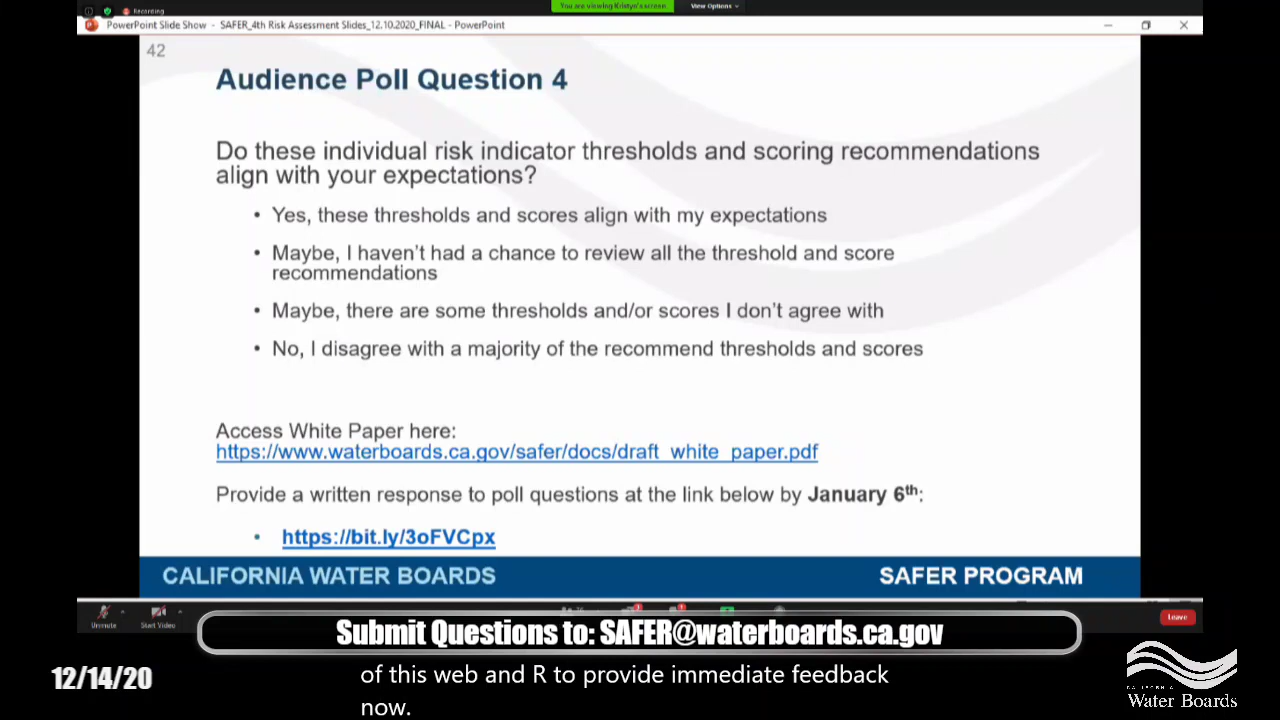 Recording
You are viewing Kristyn's screen
View Options
PowerPoint Slide Show - SAFER_4th Risk Assessment Slides_12.10.2020_FINAL - PowerPoint
42
Audience Poll Question 4
Do these individual risk indicator thresholds and scoring recommendations
align with your expectations?
• Yes, these thresholds and scores align with my expectations
• Maybe, I haven't had a chance to review all the threshold and score
recommendations
• Maybe, there are some thresholds and/or scores I don't agree with
• No, I disagree with a majority of the recommend thresholds and scores
Access White Paper here:
https://www.waterboards.ca.gov/safer/docs/draft_white_paper.pdf
Provide a written response to poll questions at the link below by January 6th:
• https://bit.ly/3oFVCpx
CALIFORNIA WATER BOARDS
SAFER PROGRAM
Unmute
Start Video
Leave
Submit Questions to: SAFER@waterboards.ca.gov
12/14/20
of this web and R to provide immediate feedback
now.
CALIFORNIA
Water Boards